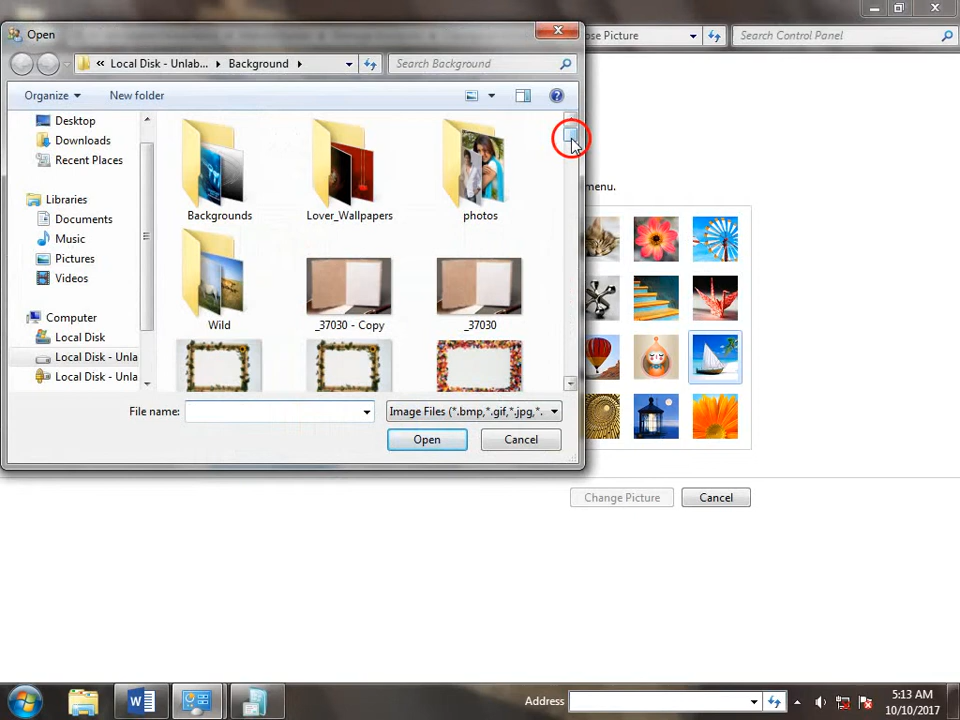 Open
ose Picture
Search Control Panel
« Local Disk - Unlab... Background
Search Background
Organize
New folder
Desktop
Downloads
Recent Places
Libraries
Documents
Music
Pictures
Videos
Computer
Local Disk
Local Disk - Unla
Local Disk - Unla
Backgrounds
Lover_Wallpapers
photos
Wild
_37030 - Copy
_37030
menu.
File name:
Image Files (*.bmp,*.gif,*.jpg,*.
Open
Cancel
Change Picture
Cancel
Address
5:13 AM
10/10/2017